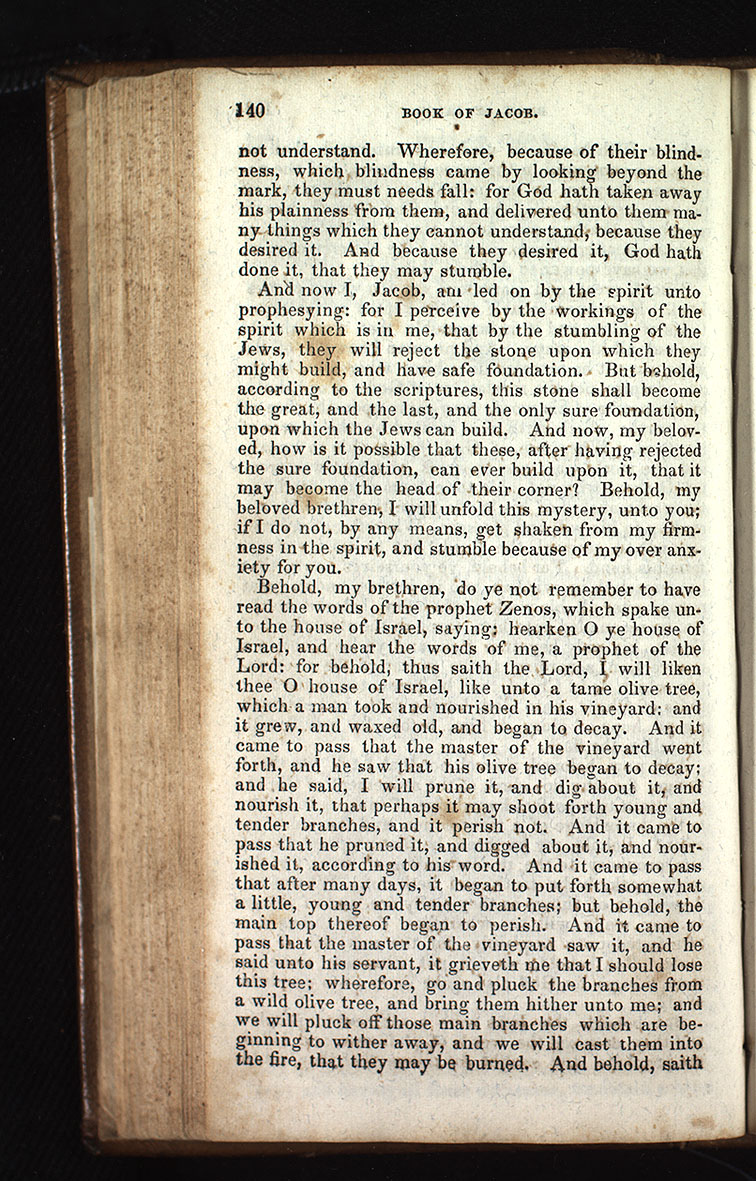 140 BOOK OF JACOB.
not understand. Wherefore, because of their blind-
ness, which blindness came by looking beyond the
mark, they must needs fall: for God hath taken away
his plainness from them, and delivered unto them ma-
ny things which they cannot understand, because they
desired it. And because they desired it, God hath
done it, that they may stumble.
And now I, Jacob, am led on by the spirit unto
prophesying: for I perceive by the workings of the
spirit which is in me, that by the stumbling of the
Jews, they will reject the stone upon which they
might build, and have safe foundation. But behold,
according to the scriptures, this stone shall become
the great, and the last, and the only sure foundation,
upon which the Jews can build. And now, my belov-
ed, how is it possible that these, after having rejected
the sure foundation, can ever build upon it, that it
may become the head of their corner? Behold, my
beloved brethren, I will unfold this mystery, unto you;
if I do not, by any means, get shaken from my firm-
ness in the spirit, and stumble because of my over anx-
iety for you.
Behold, my brethren, do ye not remember to have
read the words of the prophet Zenos, which spake un-
to the house of Israel, saying: hearken O ye house of
Israel, and hear the words of me, a prophet of the
Lord: for behold, thus saith the Lord, I will liken
thee O house of Israel, like unto a tame olive tree,
which a man took and nourished in his vineyard: and
it grew, and waxed old, and began to decay. And it
came to pass that the master of the vineyard went
forth, and he saw that his olive tree began to decay;
and he said, I will prune it, and dig about it, and
nourish it, that perhaps it may shoot forth young and
tender branches, and it perish not. And it came to
pass that he pruned it, and digged about it, and nour-
ished it, according to his word. And it came to pass
that after many days, it began to put forth somewhat
a little, young and tender branches; but behold, the
main top thereof began to perish. And it came to
pass that the master of the vineyard saw it, and he
said unto his servant, it grieveth me that I should lose
this tree; wherefore, go and pluck the branches from
a wild olive tree, and bring them hither unto me; and
we will pluck off those main branches which are be-
ginning to wither away, and we will cast them into
the fire, that they may be burned. And behold, saith